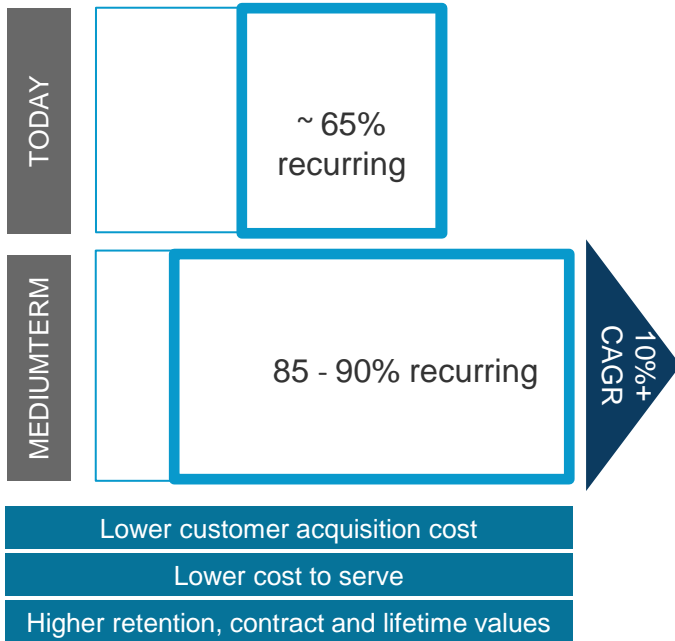 TODAY
~ 65%
recurring
MEDIUMTERM
85 - 90% recurring
10%+
CAGR
Lower customer acquisition cost
Lower cost to serve
Higher retention, contract and lifetime values